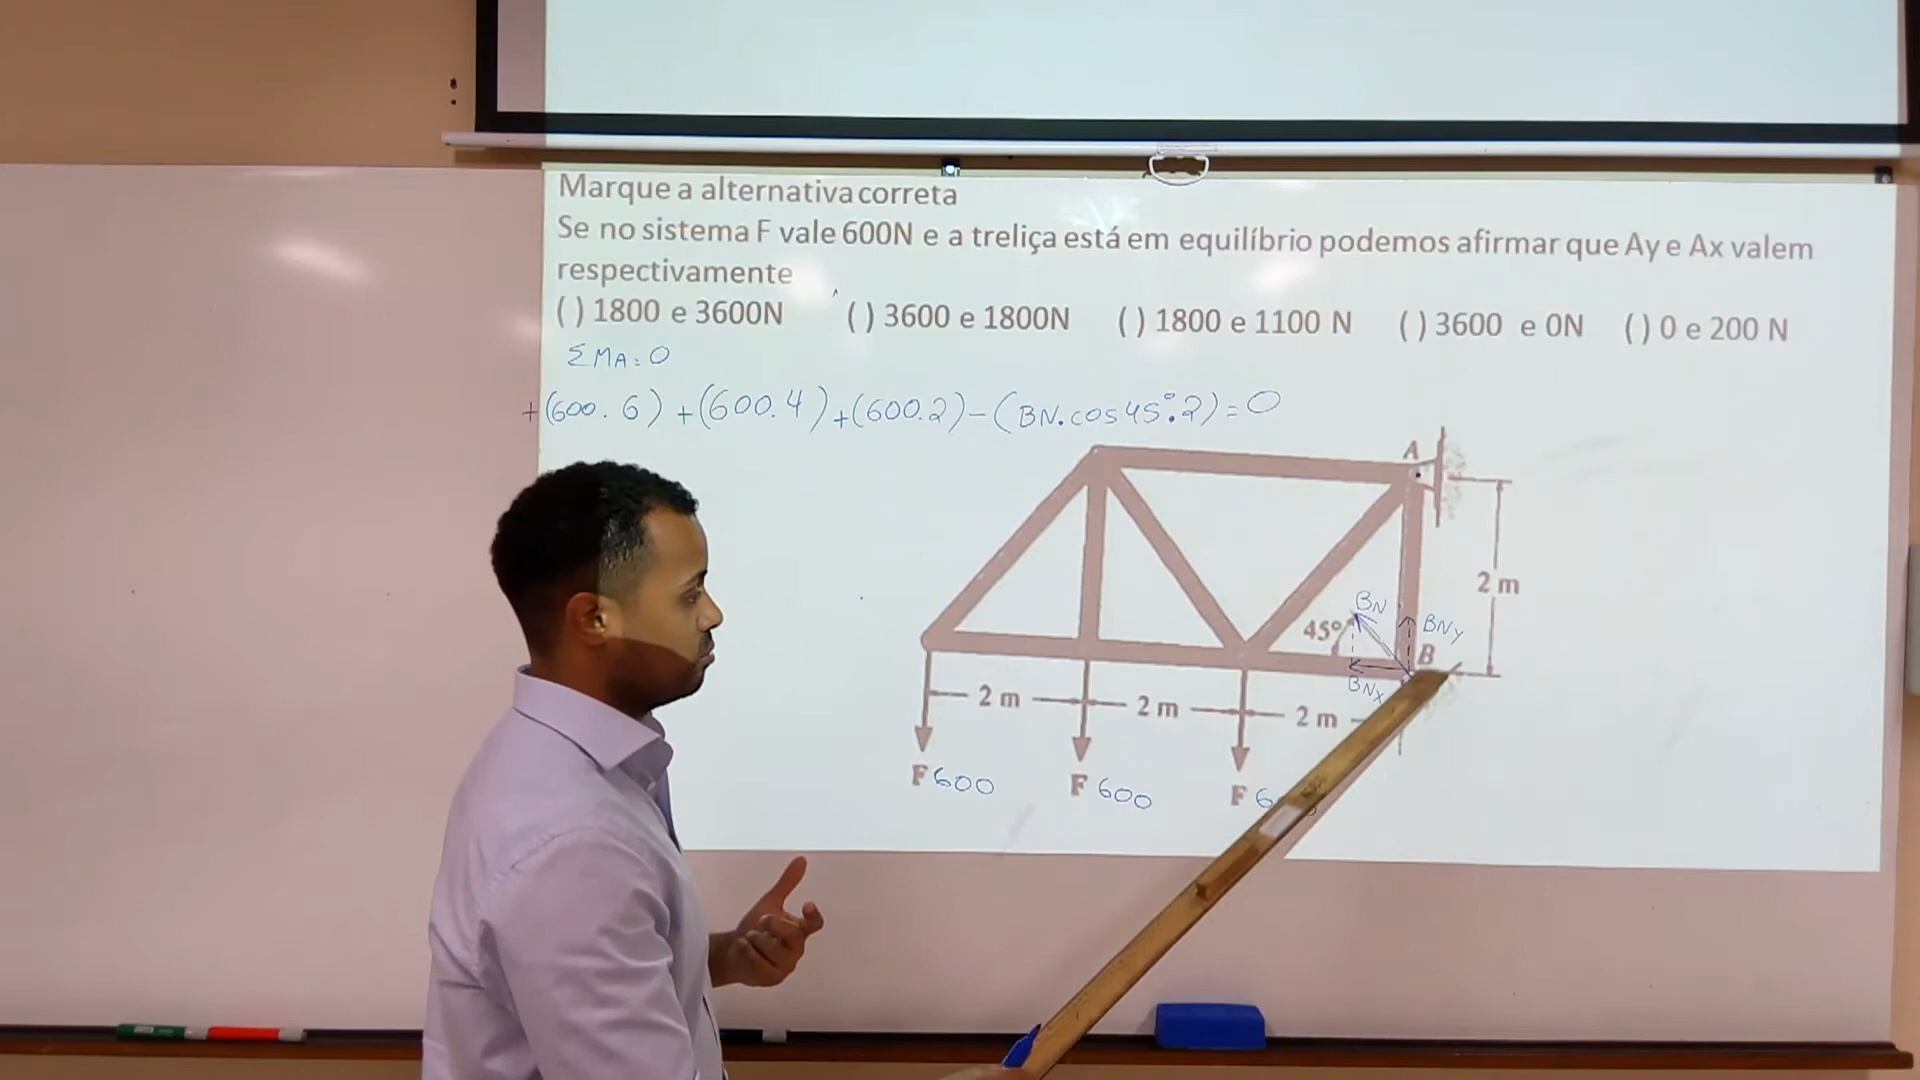 Marque a alternativa correta
Se no sistema F vale 600N e a treliça está em equilíbrio podemos afirmar que Ay e Ax valem
respectivamente
( ) 1800 e 3600N ( ) 3600 e 1800N ( ) 1800 e 1100 N ( ) 3600 e 0N ( ) 0 e 200 N
ΣMA=0
+(600.6)+(600.4)+(600.2)-(BN.cos45°.2)=0
A
2 m
BN
BNy
45°
B
BNx
2 m
2 m
2 m
F 600
F 600
F 6